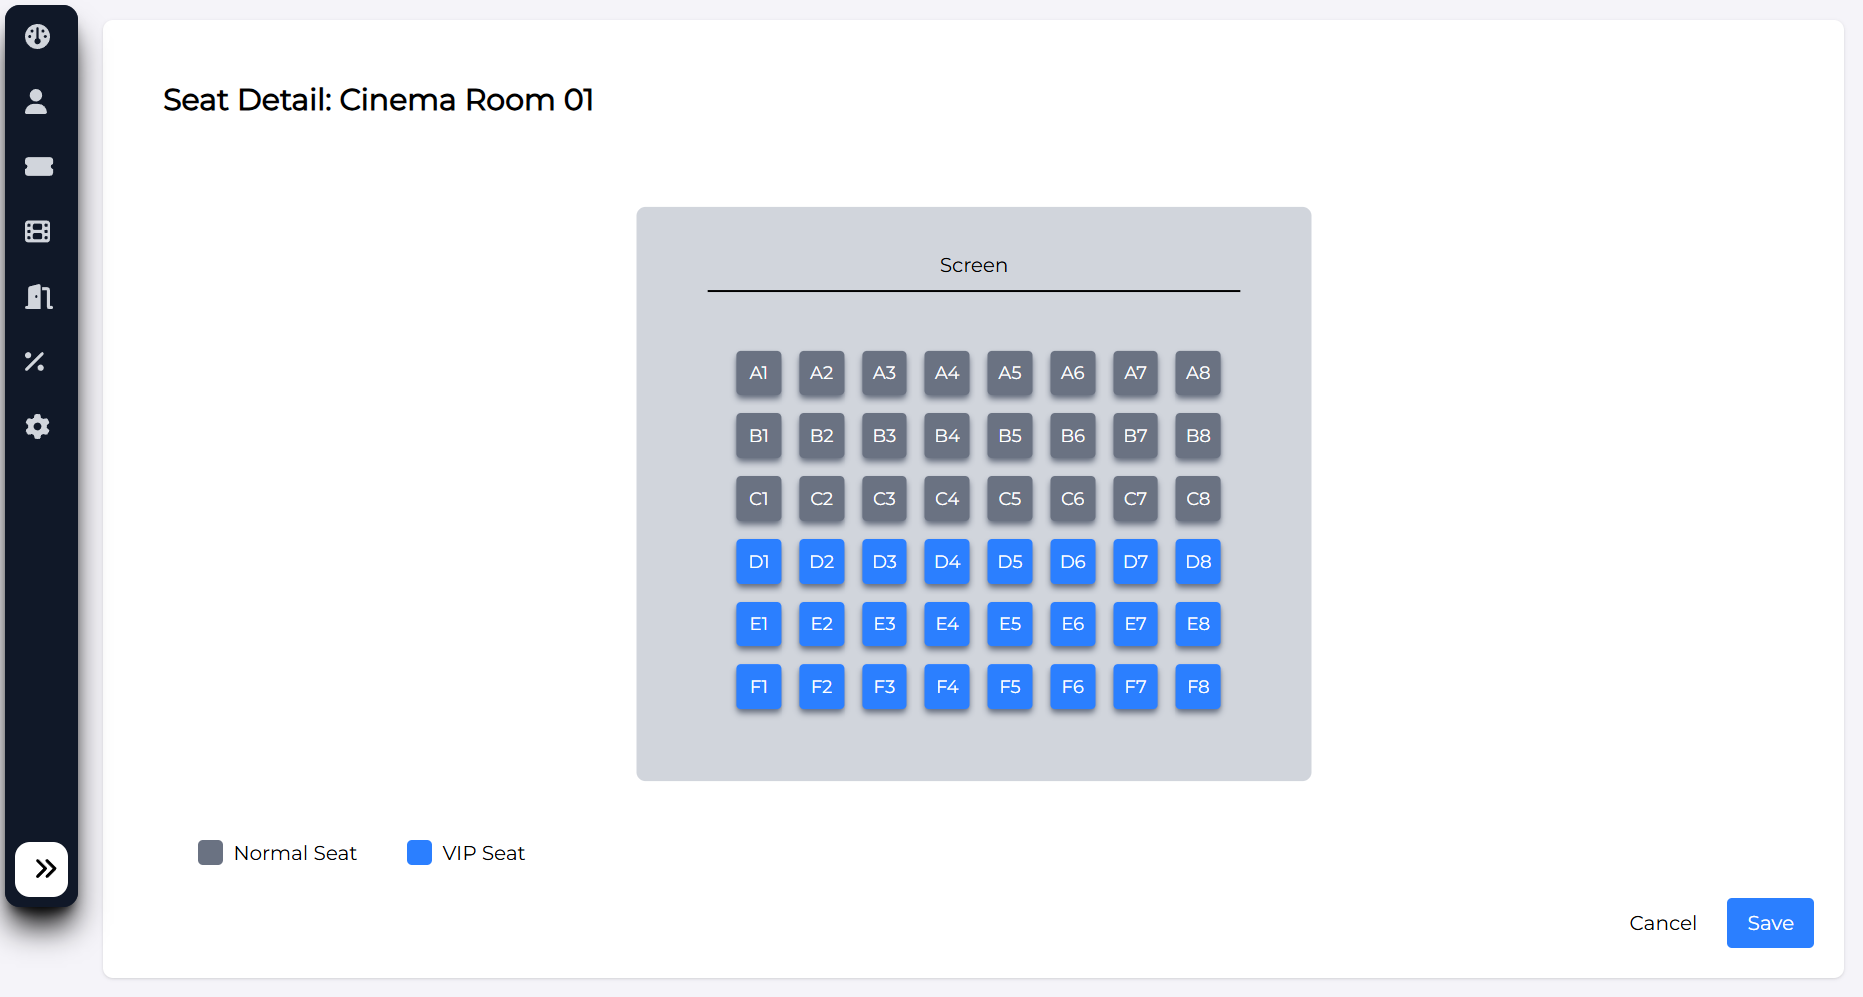 Seat Detail: Cinema Room 01
Screen
A1 A2 A3 A4 A5 A6 A7 A8
B1 B2 B3 B4 B5 B6 B7 B8
C1 C2 C3 C4 C5 C6 C7 C8
D1 D2 D3 D4 D5 D6 D7 D8
E1 E2 E3 E4 E5 E6 E7 E8
F1 F2 F3 F4 F5 F6 F7 F8
Normal Seat VIP Seat
Cancel Save